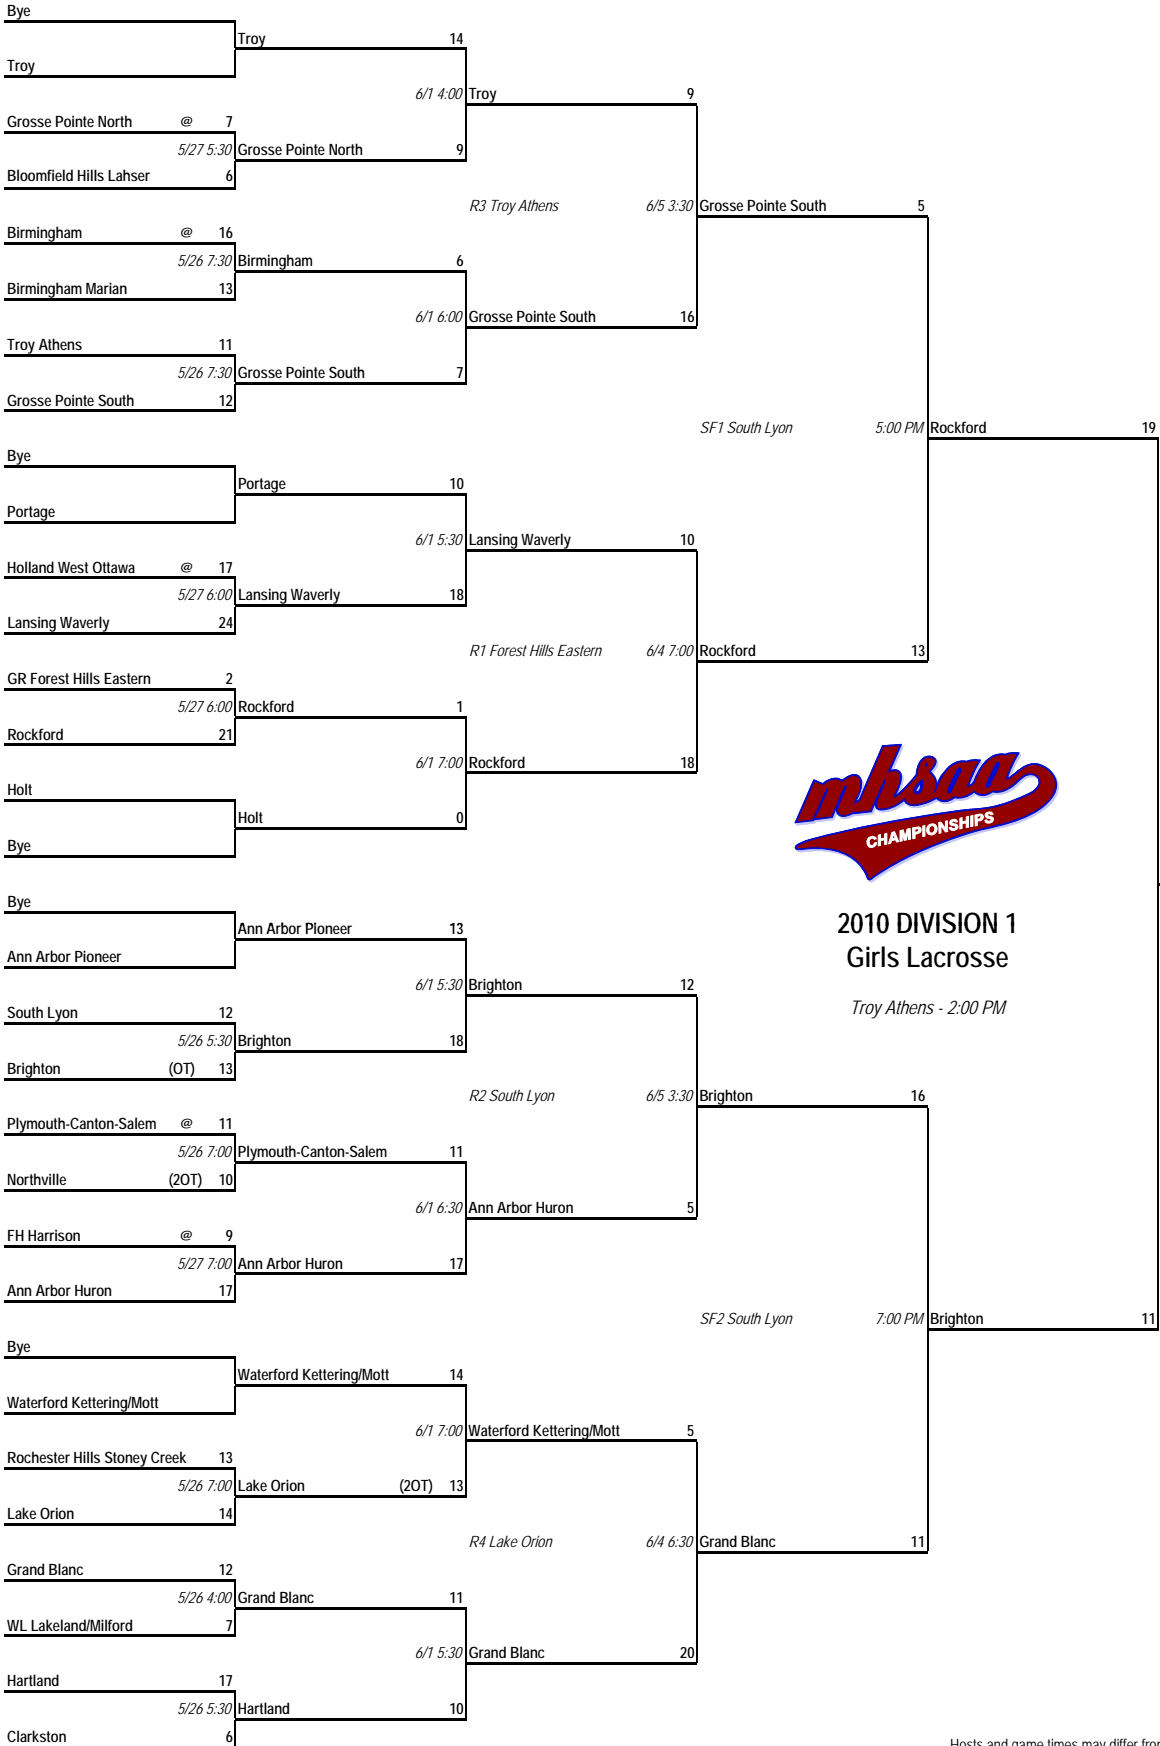 Bye
Troy 14
Troy
6/1 4:00 Troy 9
Grosse Pointe North @ 7
5/27 5:30 Grosse Pointe North 9
Bloomfield Hills Lahser 6
R3 Troy Athens 6/5 3:30 Grosse Pointe South 5
Birmingham @ 16
5/26 7:30 Birmingham 6
Birmingham Marian 13
6/1 6:00 Grosse Pointe South 16
Troy Athens 11
5/26 7:30 Grosse Pointe South 7
Grosse Pointe South 12
SF1 South Lyon 5:00 PM Rockford 19
Bye
Portage 10
Portage
6/1 5:30 Lansing Waverly 10
Holland West Ottawa @ 17
5/27 6:00 Lansing Waverly 18
Lansing Waverly 24
R1 Forest Hills Eastern 6/4 7:00 Rockford 13
GR Forest Hills Eastern 2
5/27 6:00 Rockford 1
Rockford 21
6/1 7:00 Rockford 18
Holt
Holt 0
Bye
mhsaa
CHAMPIONSHIPS
Bye
Ann Arbor Pioneer 13
2010 DIVISION 1
Ann Arbor Pioneer
Girls Lacrosse
6/1 5:30 Brighton 12
Troy Athens - 2:00 PM
South Lyon 12
5/26 5:30 Brighton 18
Brighton (OT) 13
R2 South Lyon 6/5 3:30 Brighton 16
Plymouth-Canton-Salem @ 11
5/26 7:00 Plymouth-Canton-Salem 11
Northville (2OT) 10
6/1 6:30 Ann Arbor Huron 5
FH Harrison @ 9
5/27 7:00 Ann Arbor Huron 17
Ann Arbor Huron 17
SF2 South Lyon 7:00 PM Brighton 11
Bye
Waterford Kettering/Mott 14
Waterford Kettering/Mott
6/1 7:00 Waterford Kettering/Mott 5
Rochester Hills Stoney Creek 13
5/26 7:00 Lake Orion (2OT) 13
Lake Orion 14
R4 Lake Orion 6/4 6:30 Grand Blanc 11
Grand Blanc 12
5/26 4:00 Grand Blanc 11
WL Lakeland/Milford 7
6/1 5:30 Grand Blanc 20
Hartland 17
5/26 5:30 Hartland 10
Clarkston 6
Hosts and game times may differ from